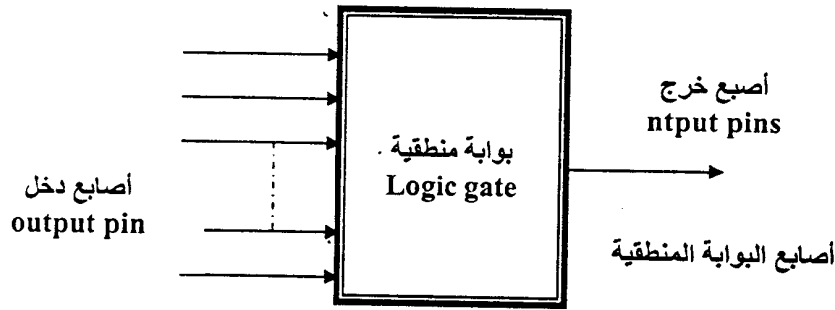 أصبع خرج
ntput pins
بوابة منطقية
Logic gate
أصابع دخل
output pin
أصابع البوابة المنطقية